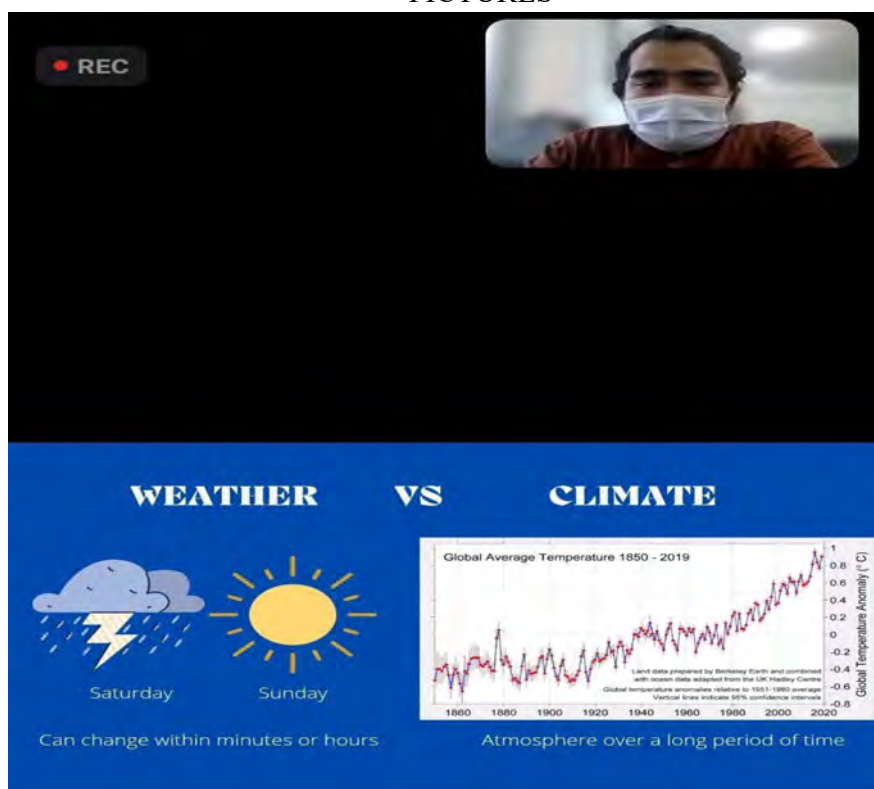 PICTURES
REC
WEATHER VS CLIMATE
Global Average Temperature 1850 - 2019
Land data prepared by Berkeley Earth and combined
with ocean data adapted from the UK Hadley Centre
Global temperature anomalies relative to 1951-1980 average
Vertical lines indicate 95% confidence intervals
1
0.8
0.6
0.4
0.2
0
-0.2
-0.4
-0.6
-0.8
Global Temperature Anomaly (° C)
1860 1880 1900 1920 1940 1960 1980 2000 2020
Saturday Sunday
Can change within minutes or hours
Atmosphere over a long period of time